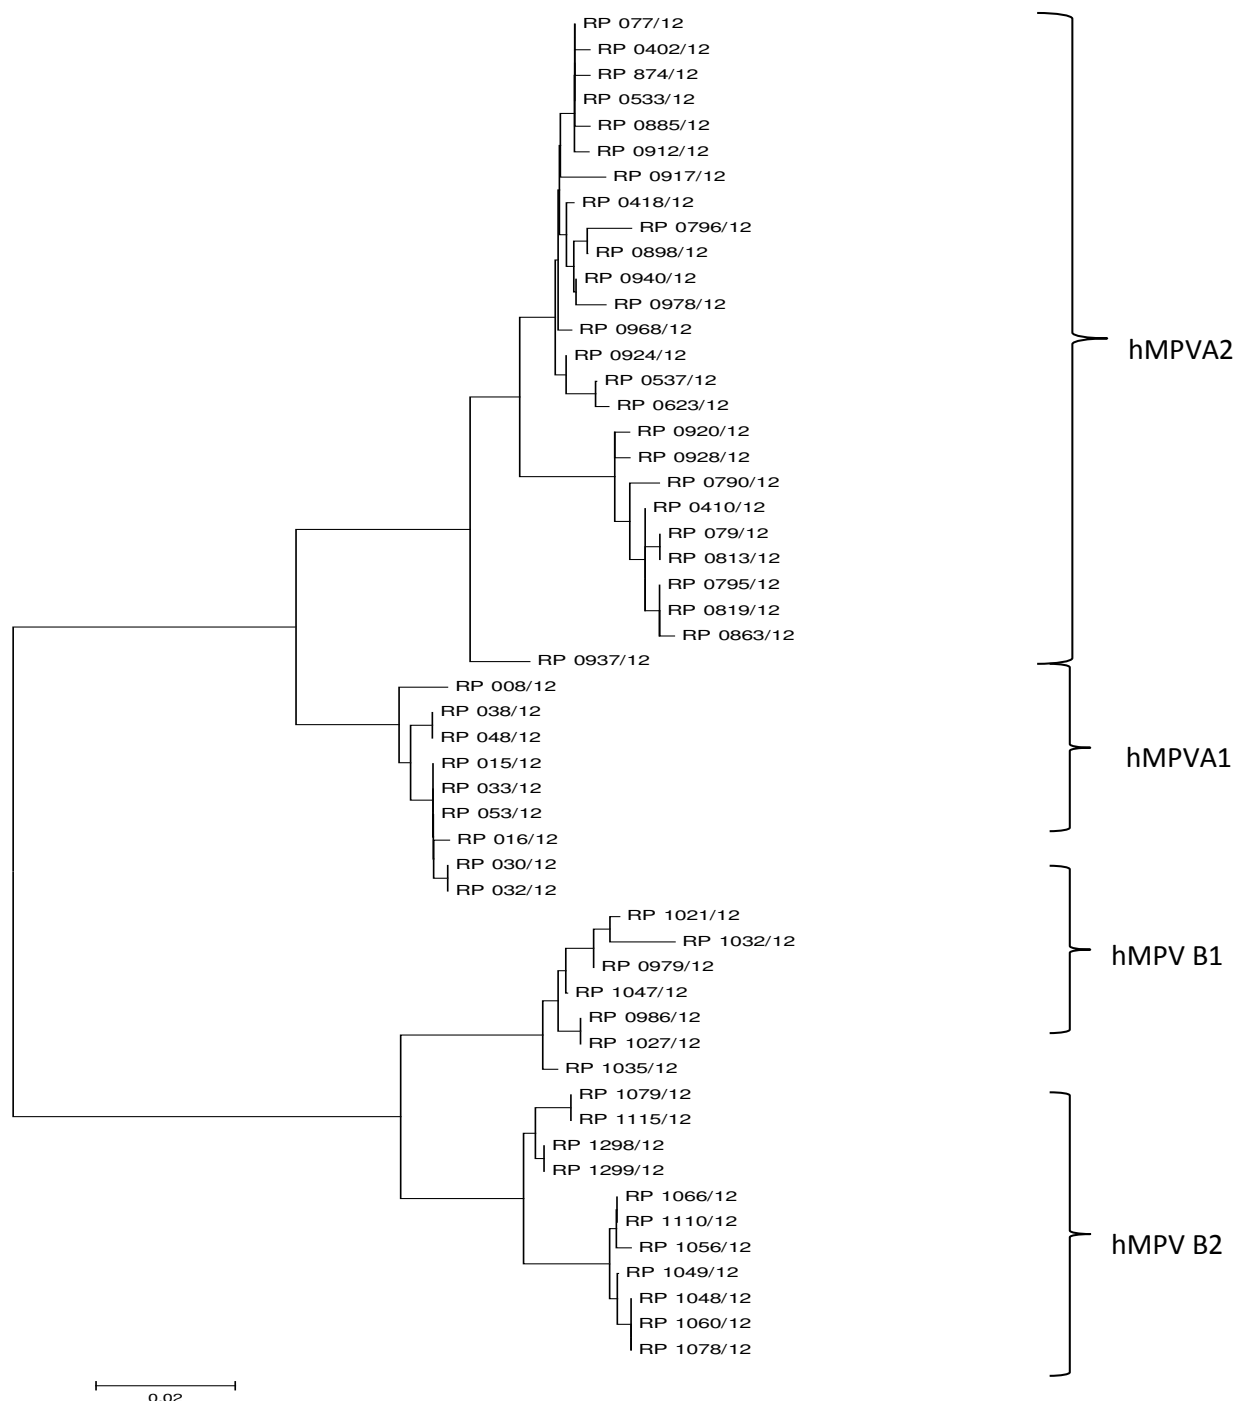 RP 077/12
RP 0402/12
RP 874/12
RP 0533/12
RP 0885/12
RP 0912/12
RP 0917/12
RP 0418/12
RP 0796/12
RP 0898/12
RP 0940/12
RP 0978/12
RP 0968/12
hMPVA2
RP 0924/12
RP 0537/12
RP 0623/12
RP 0920/12
RP 0928/12
RP 0790/12
RP 0410/12
RP 079/12
RP 0813/12
RP 0795/12
RP 0819/12
RP 0863/12
RP 0937/12
RP 008/12
RP 038/12
RP 048/12
hMPVA1
RP 015/12
RP 033/12
RP 053/12
RP 016/12
RP 030/12
RP 032/12
RP 1021/12
RP 1032/12
hMPV B1
RP 0979/12
RP 1047/12
RP 0986/12
RP 1027/12
RP 1035/12
RP 1079/12
RP 1115/12
RP 1298/12
RP 1299/12
RP 1066/12
RP 1110/12
hMPV B2
RP 1056/12
RP 1049/12
RP 1048/12
RP 1060/12
RP 1078/12
0.02